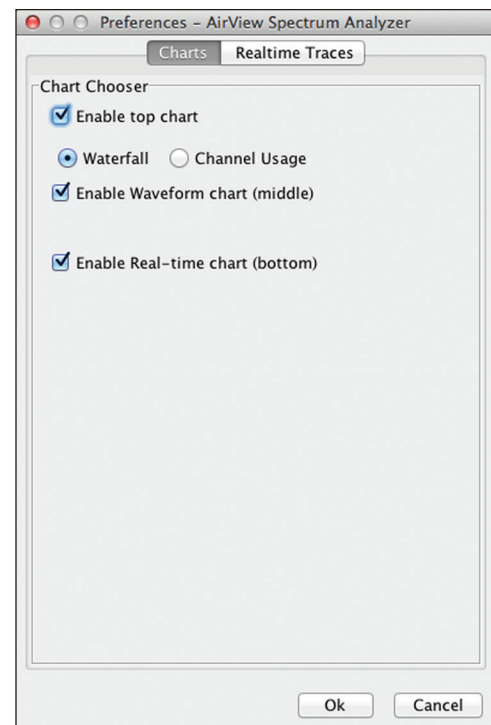 Preferences – AirView Spectrum Analyzer
Charts Realtime Traces
Chart Chooser
Enable top chart
Waterfall Channel Usage
Enable Waveform chart (middle)
Enable Real-time chart (bottom)
Ok Cancel